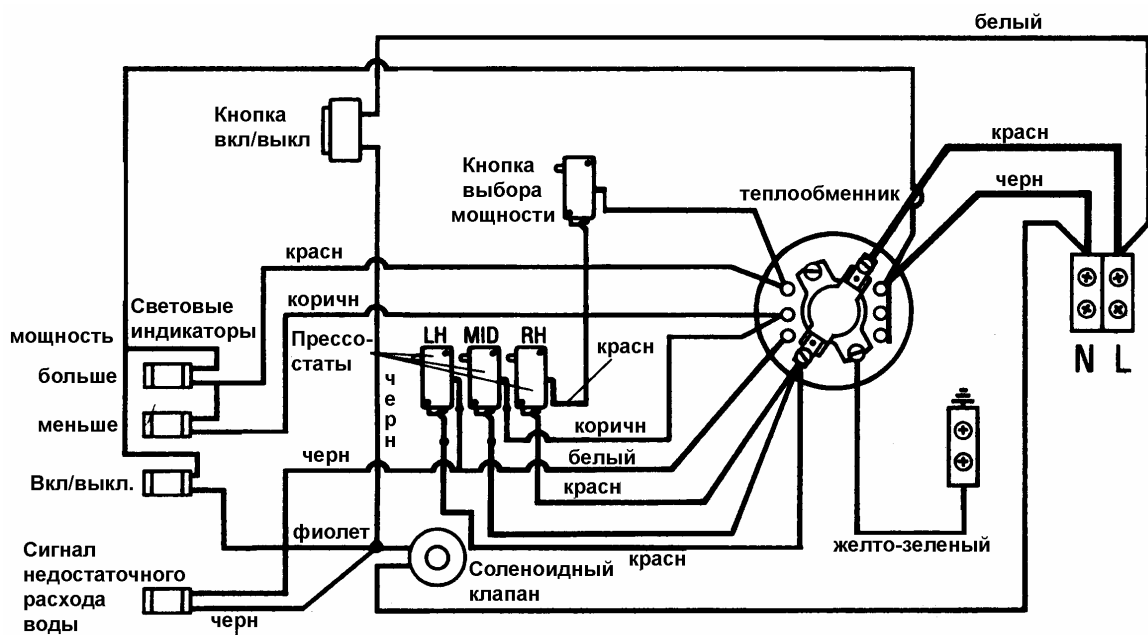 белый
Кнопка
вкл/выкл
красн
Кнопка
выбора
мощности
черн
теплообменник
красн
коричн
Световые
индикаторы
мощность
LH MID RH
Прессо-
статы
красн
N L
больше
черн
меньше
коричн
черн
белый
Вкл/выкл.
красн
фиолет
желто-зеленый
Сигнал
недостаточного
расхода
воды
Соленоидный
клапан
красн
черн